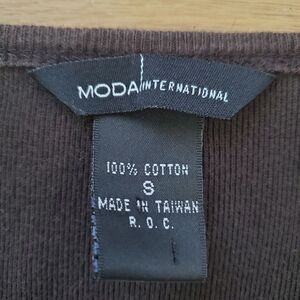 MODA INTERNATIONAL
100% COTTON
S
MADE IN TAIWAN
R. O. C.